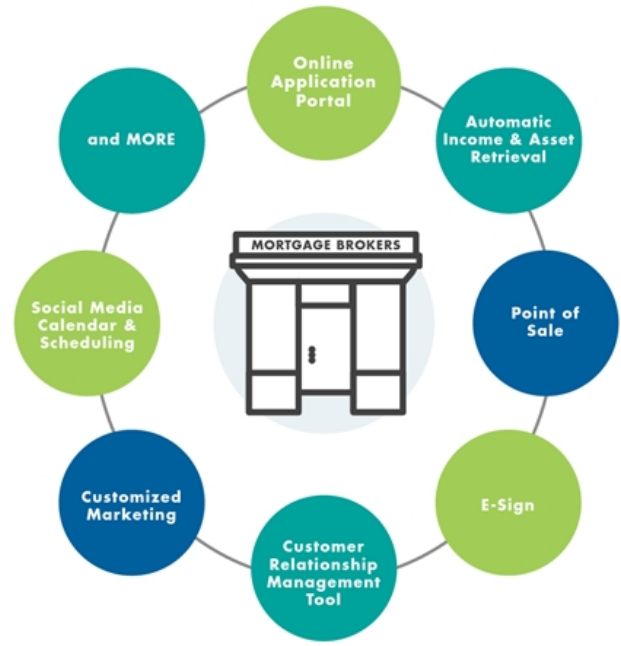 Online
Application
Portal
Automatic
Income & Asset
Retrieval
Point of
Sale
E-Sign
Customer
Relationship
Management
Tool
Customized
Marketing
Social Media
Calendar &
Scheduling
and MORE
MORTGAGE BROKERS